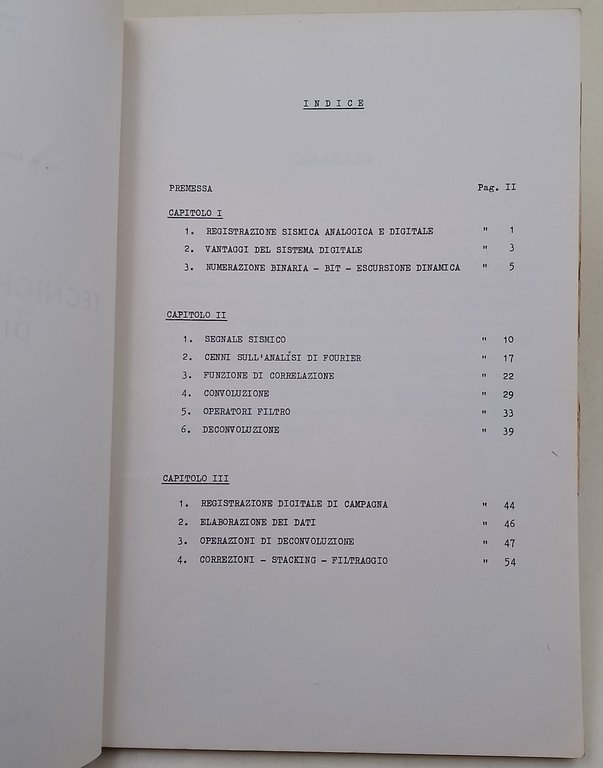 I N D I C E
PREMESSA Pag. II
CAPITOLO I
1. REGISTRAZIONE SISMICA ANALOGICA E DIGITALE " 1
2. VANTAGGI DEL SISTEMA DIGITALE " 3
3. NUMERAZIONE BINARIA - BIT - ESCURSIONE DINAMICA " 5
CAPITOLO II
1. SEGNALE SISMICO " 10
2. CENNI SULL'ANALISI DI FOURIER " 17
3. FUNZIONE DI CORRELAZIONE " 22
4. CONVOLUZIONE " 29
5. OPERATORI FILTRO " 33
6. DECONVOLUZIONE " 39
CAPITOLO III
1. REGISTRAZIONE DIGITALE DI CAMPAGNA " 44
2. ELABORAZIONE DEI DATI " 46
3. OPERAZIONI DI DECONVOLUZIONE " 47
4. CORREZIONI - STACKING - FILTRAGGIO " 54